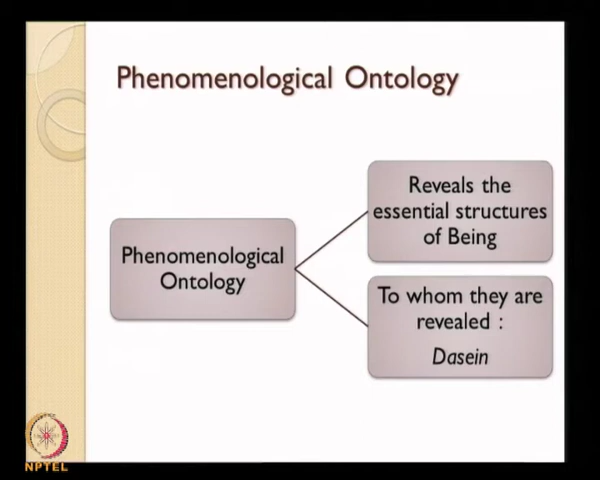 Phenomenological Ontology
Phenomenological
Ontology
Reveals the
essential structures
of Being
To whom they are
revealed :
Dasein
NPTEL